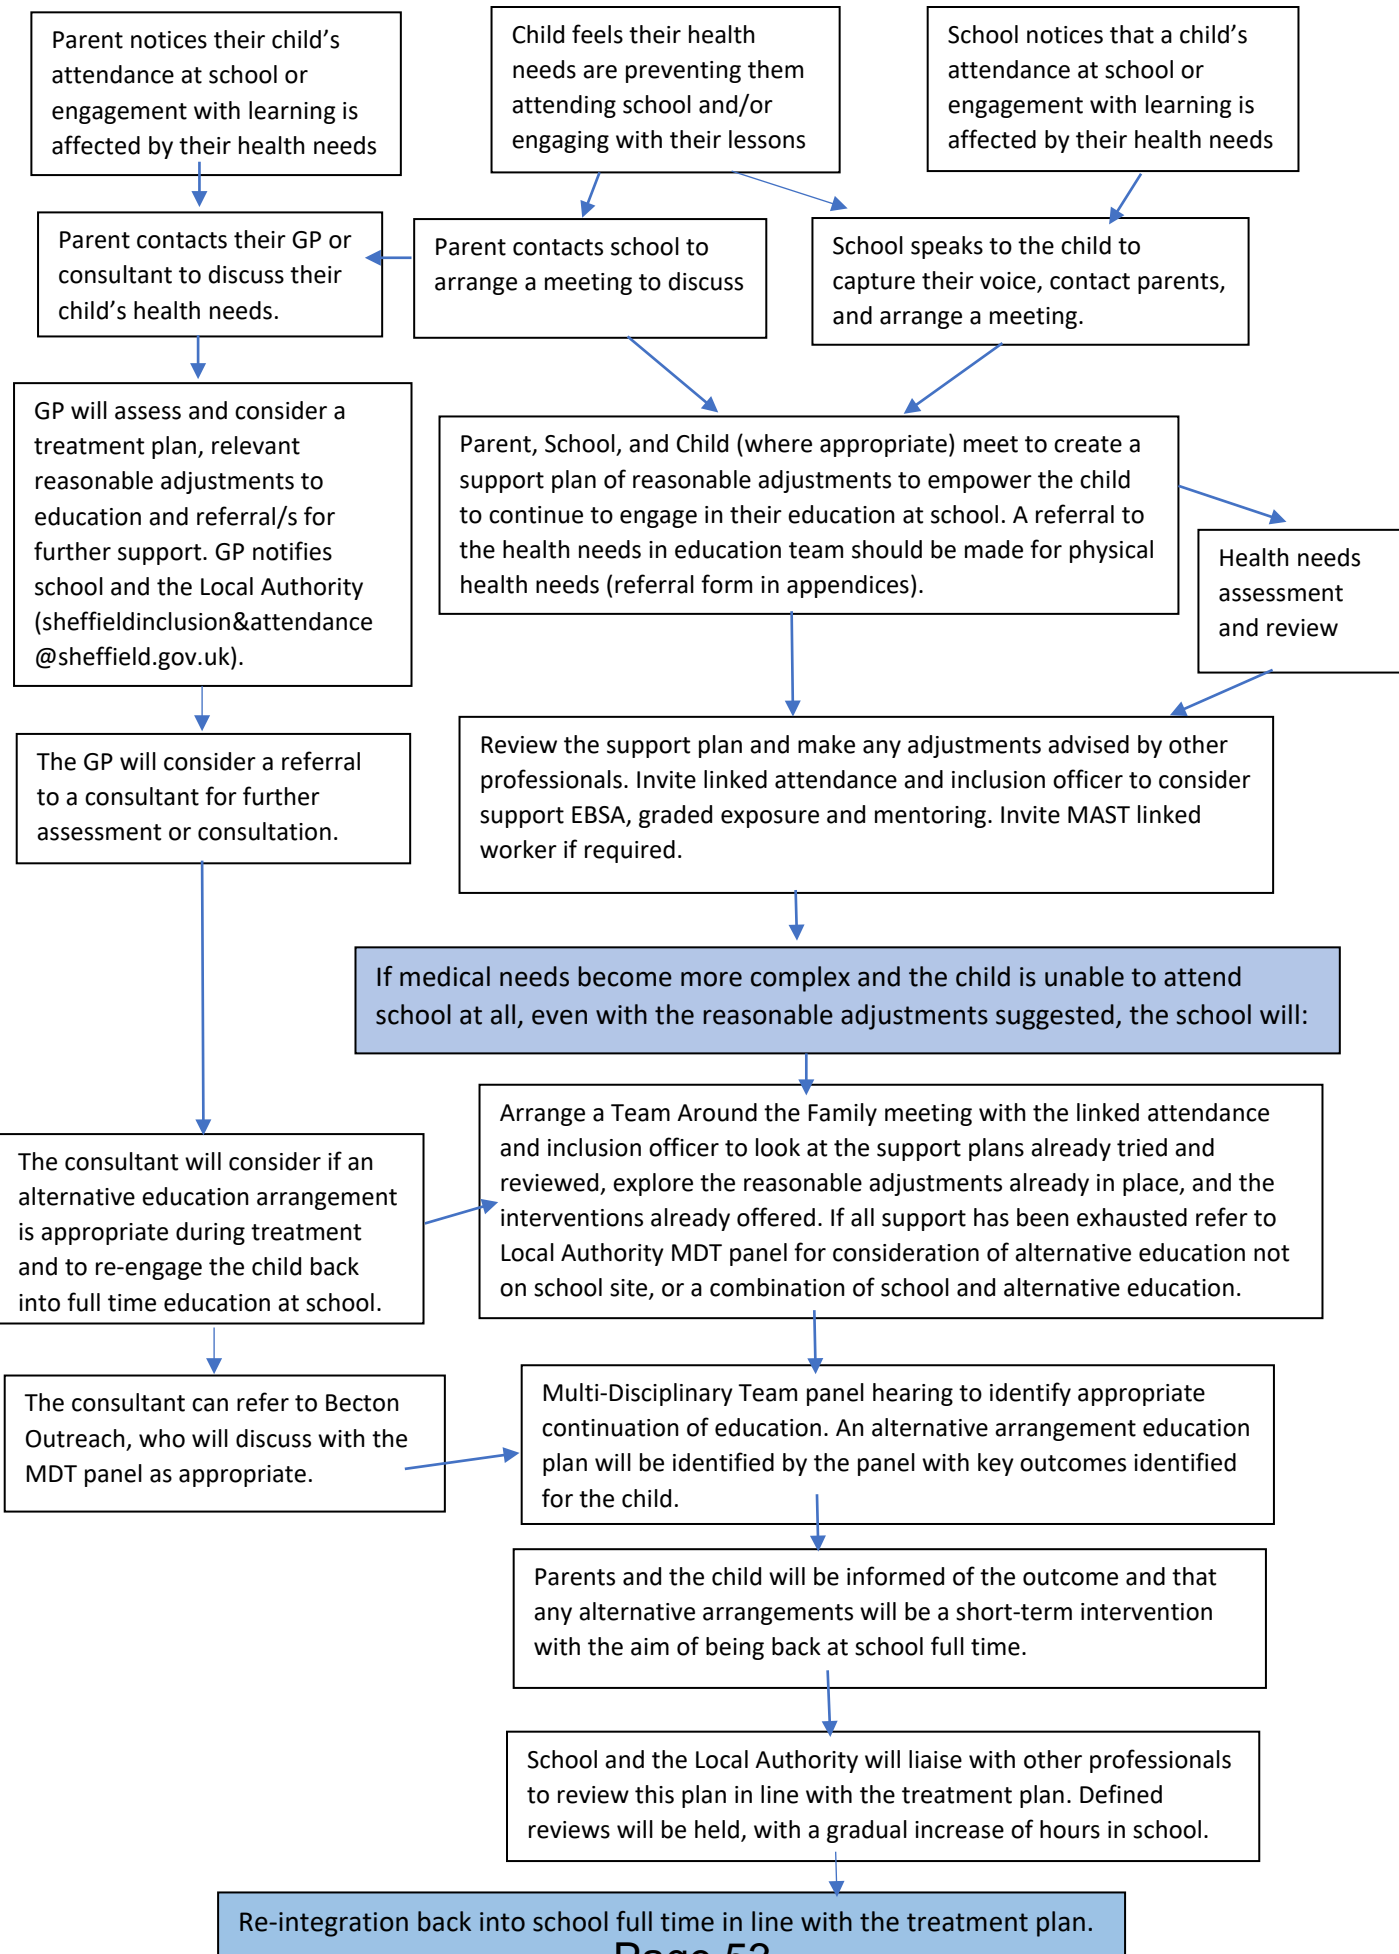 Parent notices their child’s
attendance at school or
engagement with learning is
affected by their health needs
Child feels their health
needs are preventing them
attending school and/or
engaging with their lessons
School notices that a child’s
attendance at school or
engagement with learning is
affected by their health needs
Parent contacts their GP or
consultant to discuss their
child’s health needs.
Parent contacts school to
arrange a meeting to discuss
School speaks to the child to
capture their voice, contact parents,
and arrange a meeting.
GP will assess and consider a
treatment plan, relevant
reasonable adjustments to
education and referral/s for
further support. GP notifies
school and the Local Authority
(sheffieldinclusion&attendance
@sheffield.gov.uk).
Parent, School, and Child (where appropriate) meet to create a
support plan of reasonable adjustments to empower the child
to continue to engage in their education at school. A referral to
the health needs in education team should be made for physical
health needs (referral form in appendices).
Health needs
assessment
and review
The GP will consider a referral
to a consultant for further
assessment or consultation.
Review the support plan and make any adjustments advised by other
professionals. Invite linked attendance and inclusion officer to consider
support EBSA, graded exposure and mentoring. Invite MAST linked
worker if required.
If medical needs become more complex and the child is unable to attend
school at all, even with the reasonable adjustments suggested, the school will:
The consultant will consider if an
alternative education arrangement
is appropriate during treatment
and to re-engage the child back
into full time education at school.
Arrange a Team Around the Family meeting with the linked attendance
and inclusion officer to look at the support plans already tried and
reviewed, explore the reasonable adjustments already in place, and the
interventions already offered. If all support has been exhausted refer to
Local Authority MDT panel for consideration of alternative education not
on school site, or a combination of school and alternative education.
The consultant can refer to Becton
Outreach, who will discuss with the
MDT panel as appropriate.
Multi-Disciplinary Team panel hearing to identify appropriate
continuation of education. An alternative arrangement education
plan will be identified by the panel with key outcomes identified
for the child.
Parents and the child will be informed of the outcome and that
any alternative arrangements will be a short-term intervention
with the aim of being back at school full time.
School and the Local Authority will liaise with other professionals
to review this plan in line with the treatment plan. Defined
reviews will be held, with a gradual increase of hours in school.
Re-integration back into school full time in line with the treatment plan.
Page 53